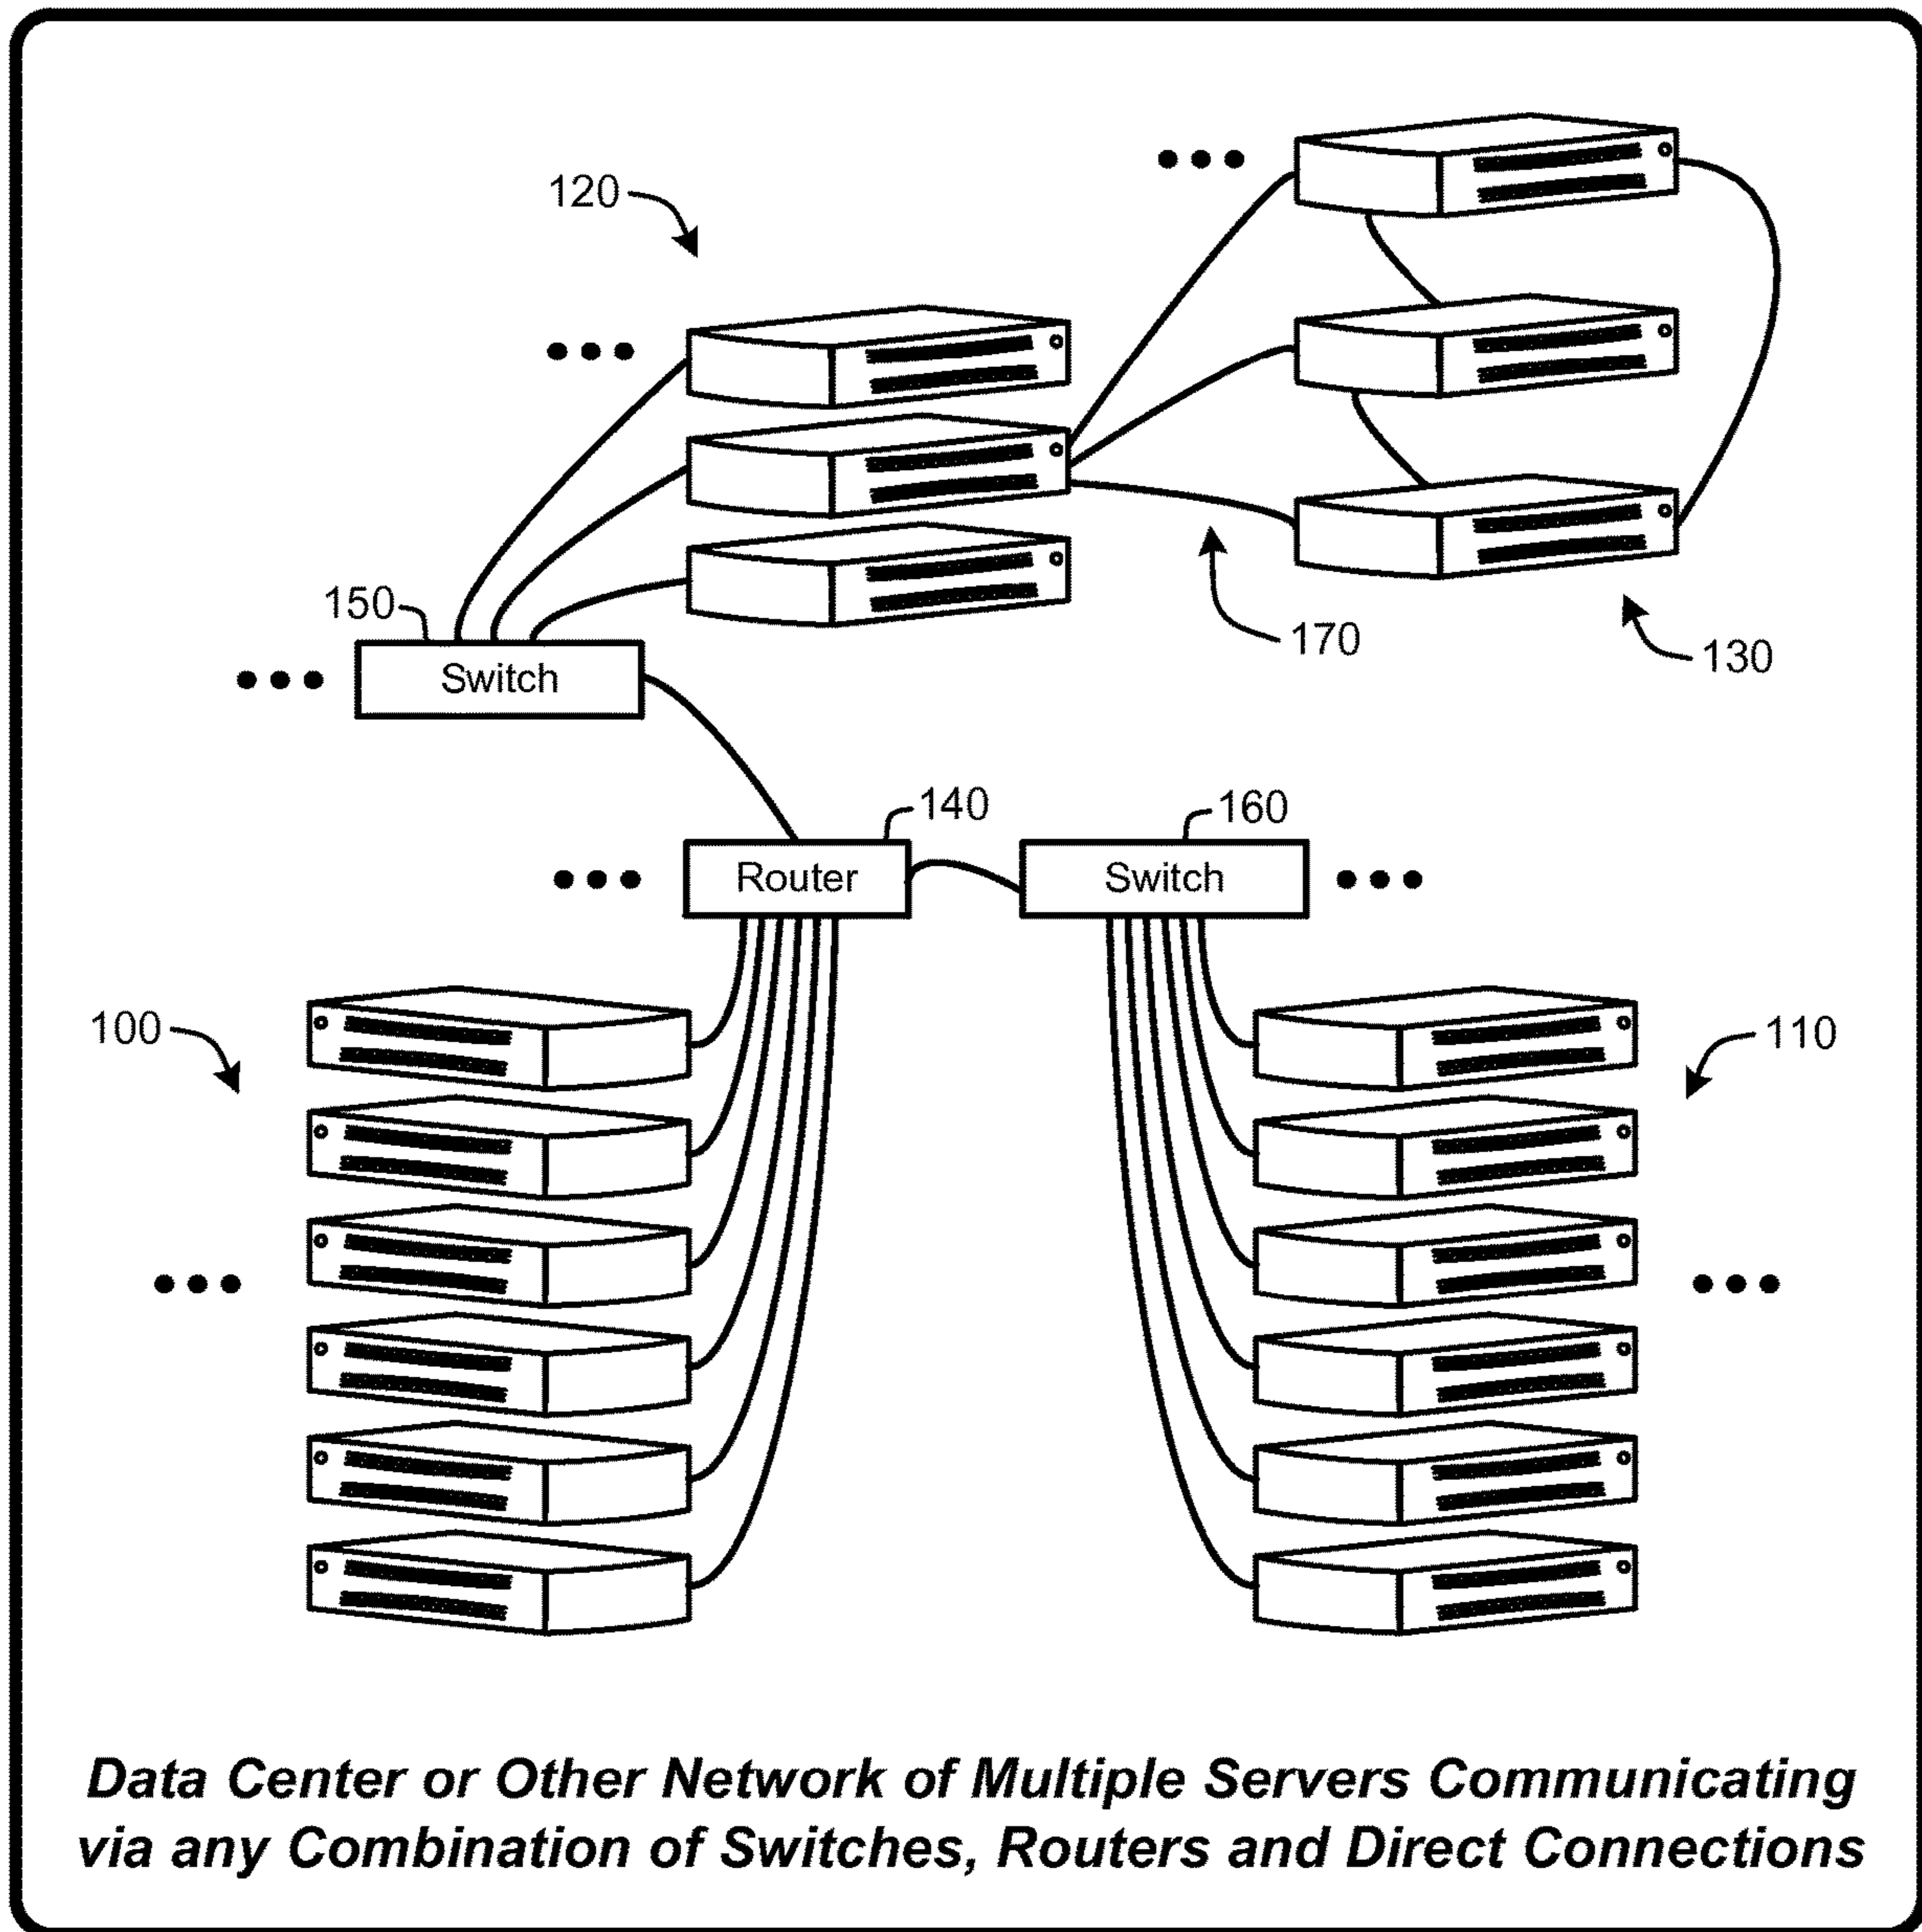 120
150
170
130
Switch
140
160
Router
Switch
100
110
Data Center or Other Network of Multiple Servers Communicating
via any Combination of Switches, Routers and Direct Connections